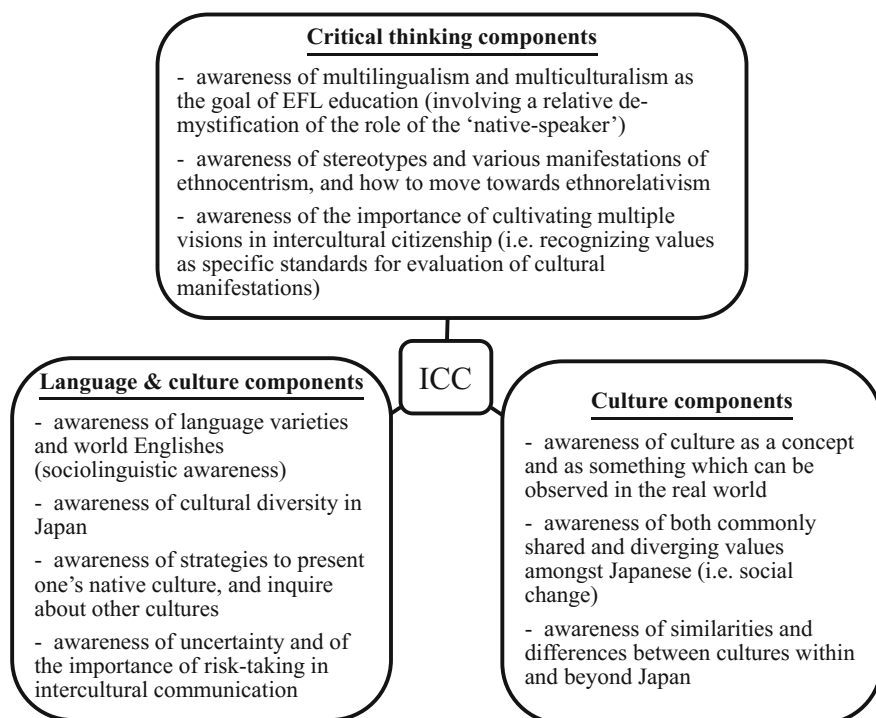 Critical thinking components
- awareness of multilingualism and multiculturalism as
the goal of EFL education (involving a relative de-
mystification of the role of the ‘native-speaker’)
- awareness of stereotypes and various manifestations of
ethnocentrism, and how to move towards ethnorelativism
- awareness of the importance of cultivating multiple
visions in intercultural citizenship (i.e. recognizing values
as specific standards for evaluation of cultural
manifestations)
ICC
Language & culture components
- awareness of language varieties
and world Englishes
(sociolinguistic awareness)
- awareness of cultural diversity in
Japan
- awareness of strategies to present
one’s native culture, and inquire
about other cultures
- awareness of uncertainty and of
the importance of risk-taking in
intercultural communication
Culture components
- awareness of culture as a concept
and as something which can be
observed in the real world
- awareness of both commonly
shared and diverging values
amongst Japanese (i.e. social
change)
- awareness of similarities and
differences between cultures within
and beyond Japan